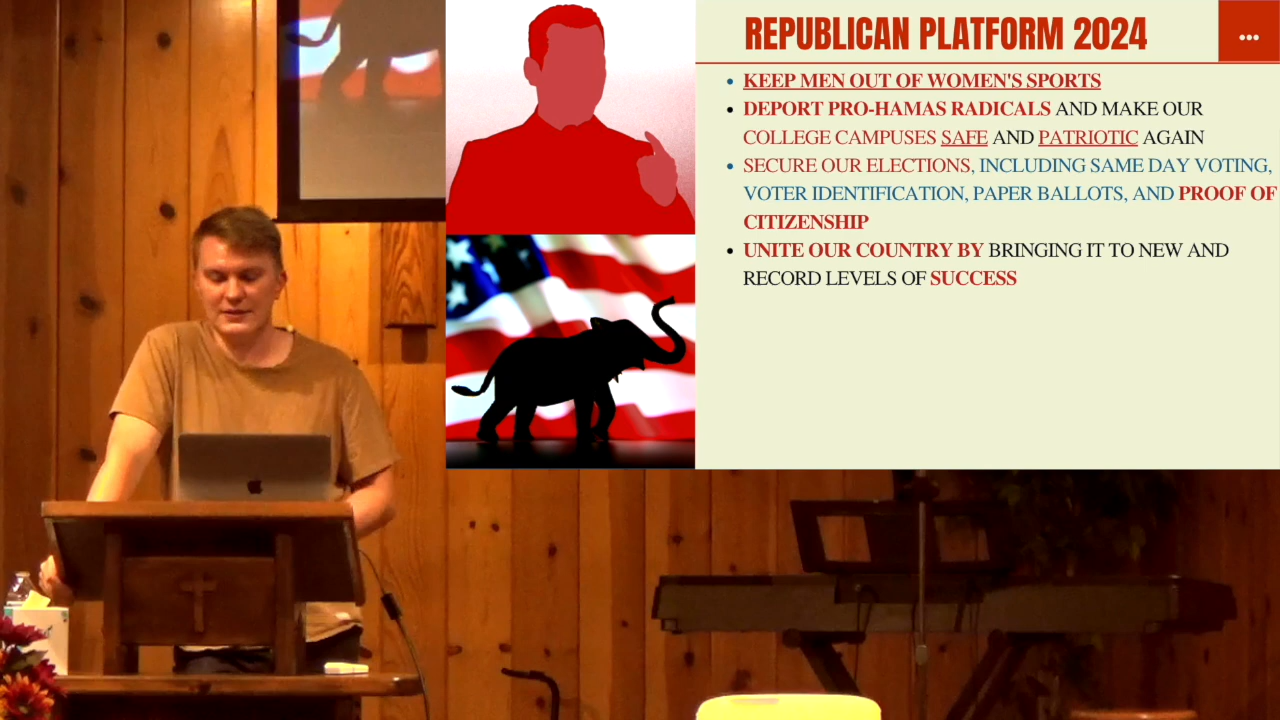 REPUBLICAN PLATFORM 2024
KEEP MEN OUT OF WOMEN'S SPORTS
DEPORT PRO-HAMAS RADICALS AND MAKE OUR
COLLEGE CAMPUSES SAFE AND PATRIOTIC AGAIN
SECURE OUR ELECTIONS, INCLUDING SAME DAY VOTING,
VOTER IDENTIFICATION, PAPER BALLOTS, AND PROOF OF
CITIZENSHIP
UNITE OUR COUNTRY BY BRINGING IT TO NEW AND
RECORD LEVELS OF SUCCESS